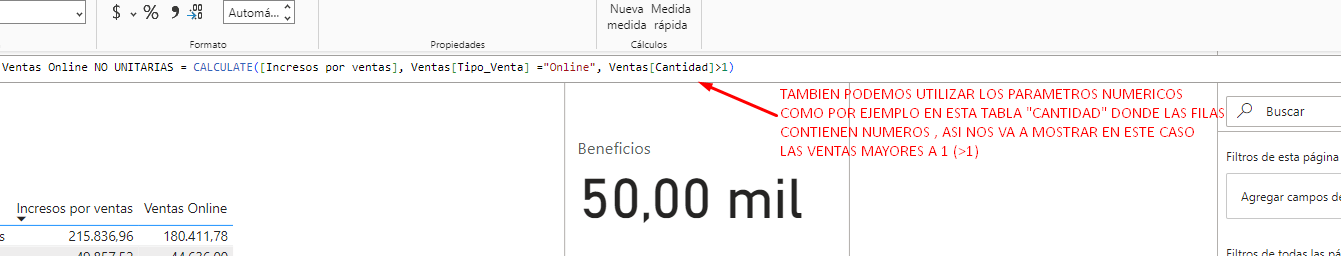 $ % Automá...
Nueva medida
Medida rápida
Formato
Propiedades
Cálculos
Ventas Online NO UNITARIAS = CALCULATE([Incresos por ventas], Ventas[Tipo_Venta] ="Online", Ventas[Cantidad]>1)
TAMBIEN PODEMOS UTILIZAR LOS PARAMETROS NUMERICOS
COMO POR EJEMPLO EN ESTA TABLA "CANTIDAD" DONDE LAS FILAS
CONTIENEN NUMEROS , ASI NOS VA A MOSTRAR EN ESTE CASO
LAS VENTAS MAYORES A 1 (>1)
Buscar
Beneficios
50,00 mil
Filtros de esta página
Agregar campos de
Filtros de todas las pá
Incresos por ventas Ventas Online
s 215.836,96 180.411,78